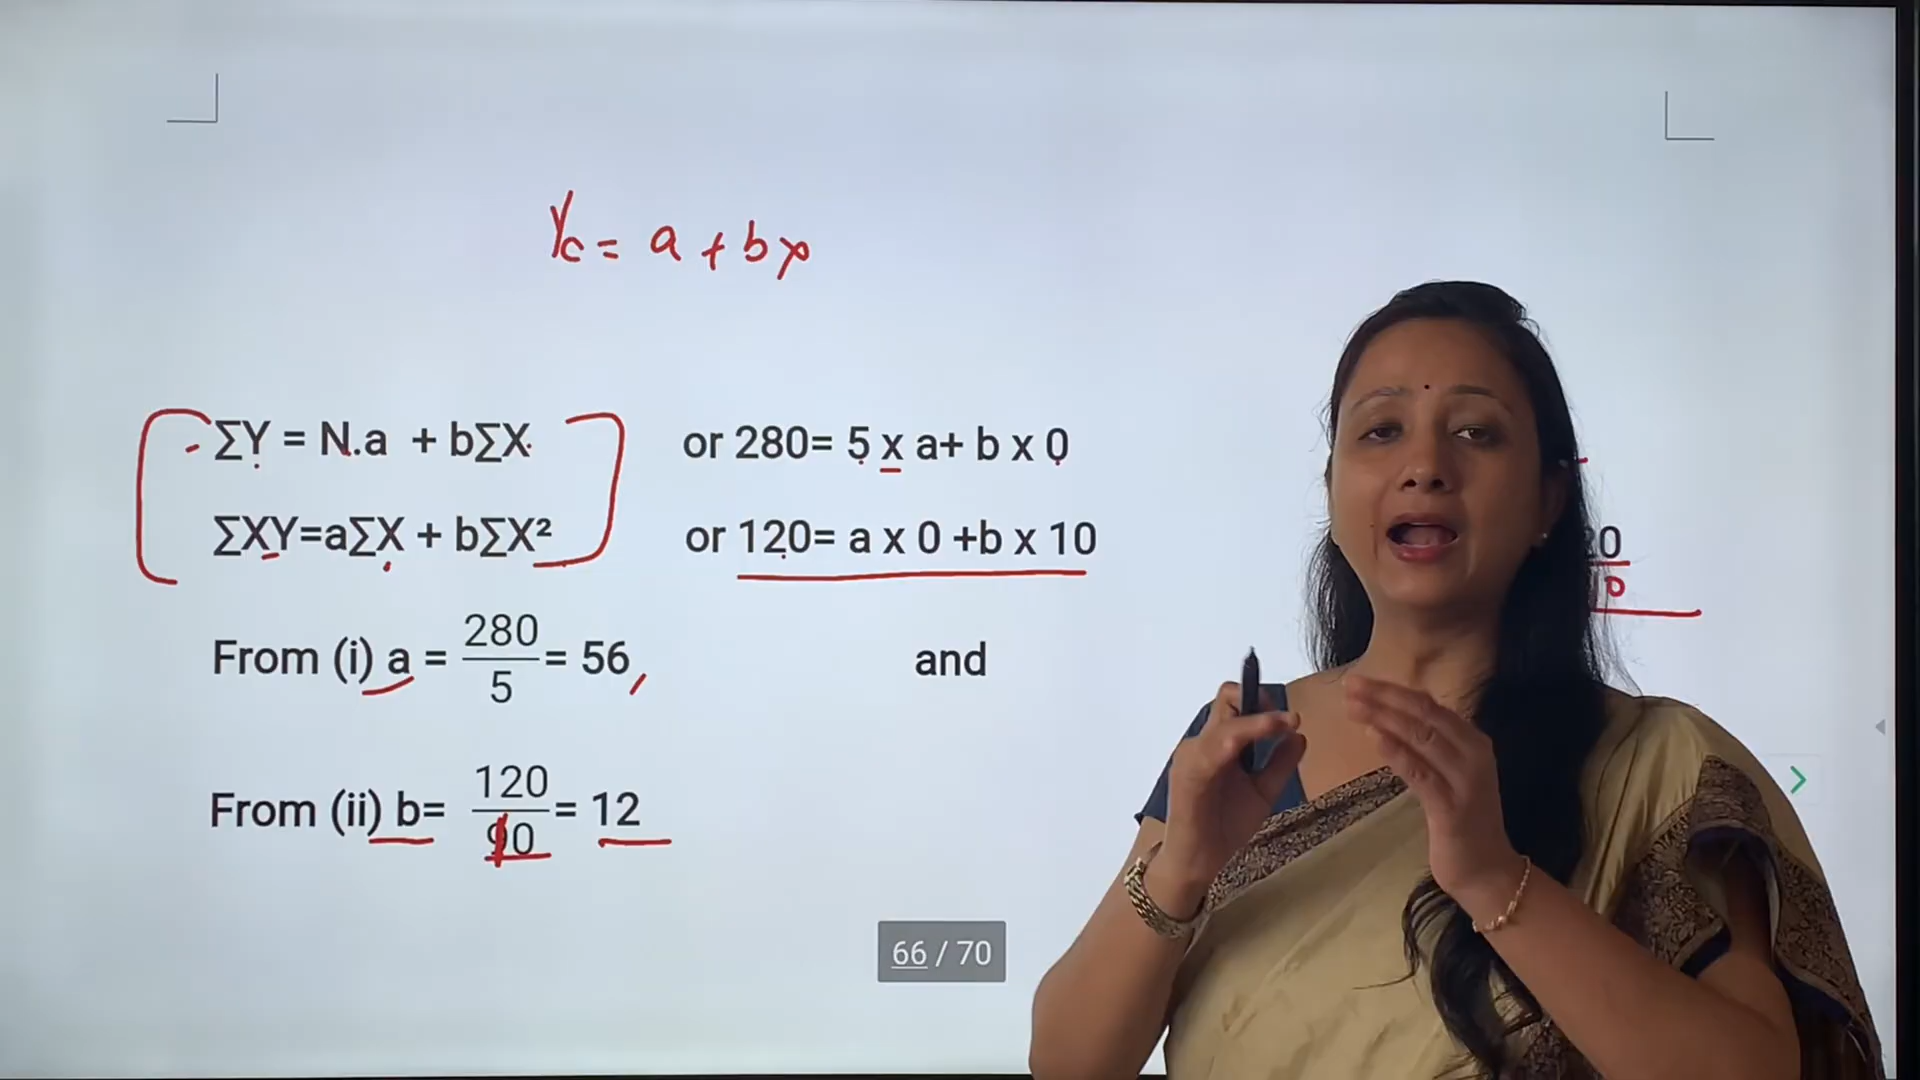 Yc = a + bx
∑Y = N.a + b∑X
or 280= 5 x a+ b x 0
∑XY=a∑X + b∑X²
or 120= a x 0 +b x 10
From (i) a = 280/5 = 56
and
From (ii) b= 120/10 = 12
66 / 70